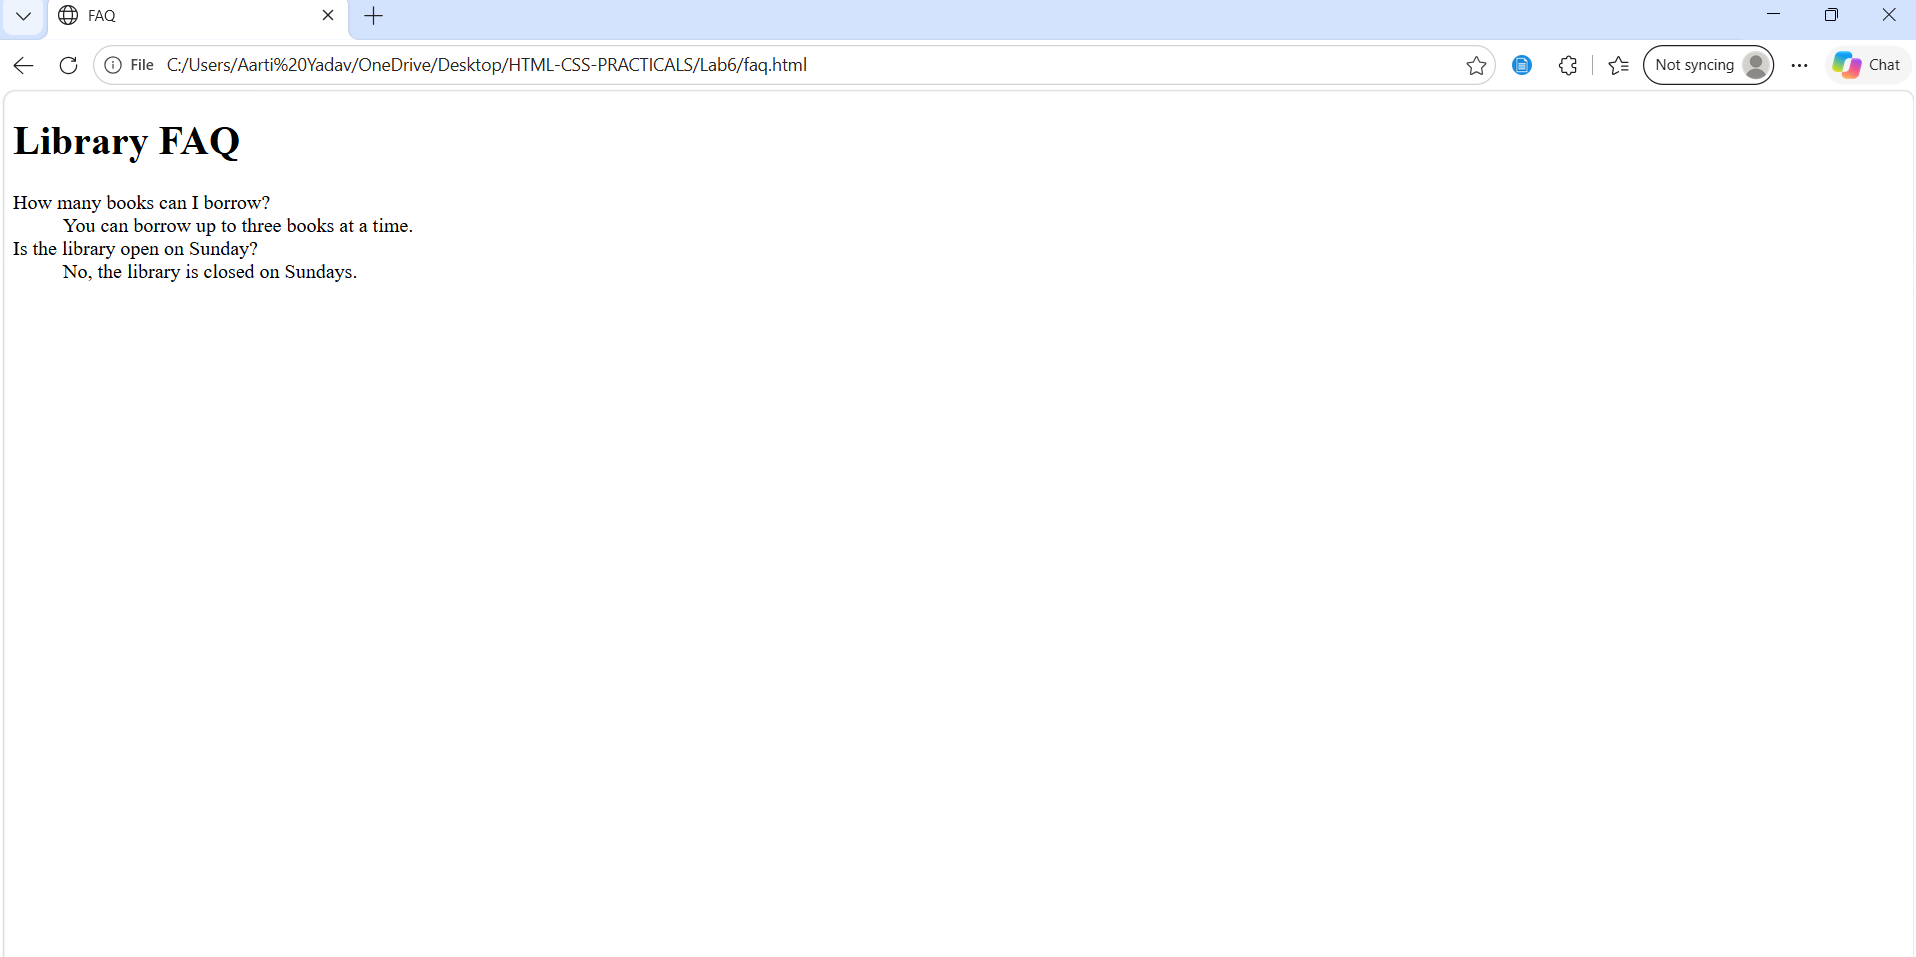 FAQ
File C:/Users/Aarti%20Yadav/OneDrive/Desktop/HTML-CSS-PRACTICALS/Lab6/faq.html Not syncing Chat
Library FAQ
How many books can I borrow?
You can borrow up to three books at a time.
Is the library open on Sunday?
No, the library is closed on Sundays.